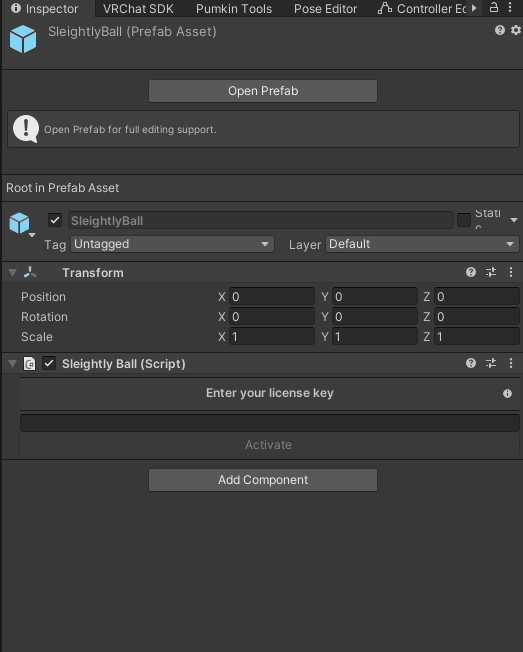 Inspector VRChat SDK Pumkin Tools Pose Editor Controller Ec
SleightlyBall (Prefab Asset)
Open Prefab
Open Prefab for full editing support.
Root in Prefab Asset
SleightlyBall Static
Tag Untagged Layer Default
Transform
Position X 0 Y 0 Z 0
Rotation X 0 Y 0 Z 0
Scale X 1 Y 1 Z 1
Sleightly Ball (Script)
Enter your license key
Activate
Add Component